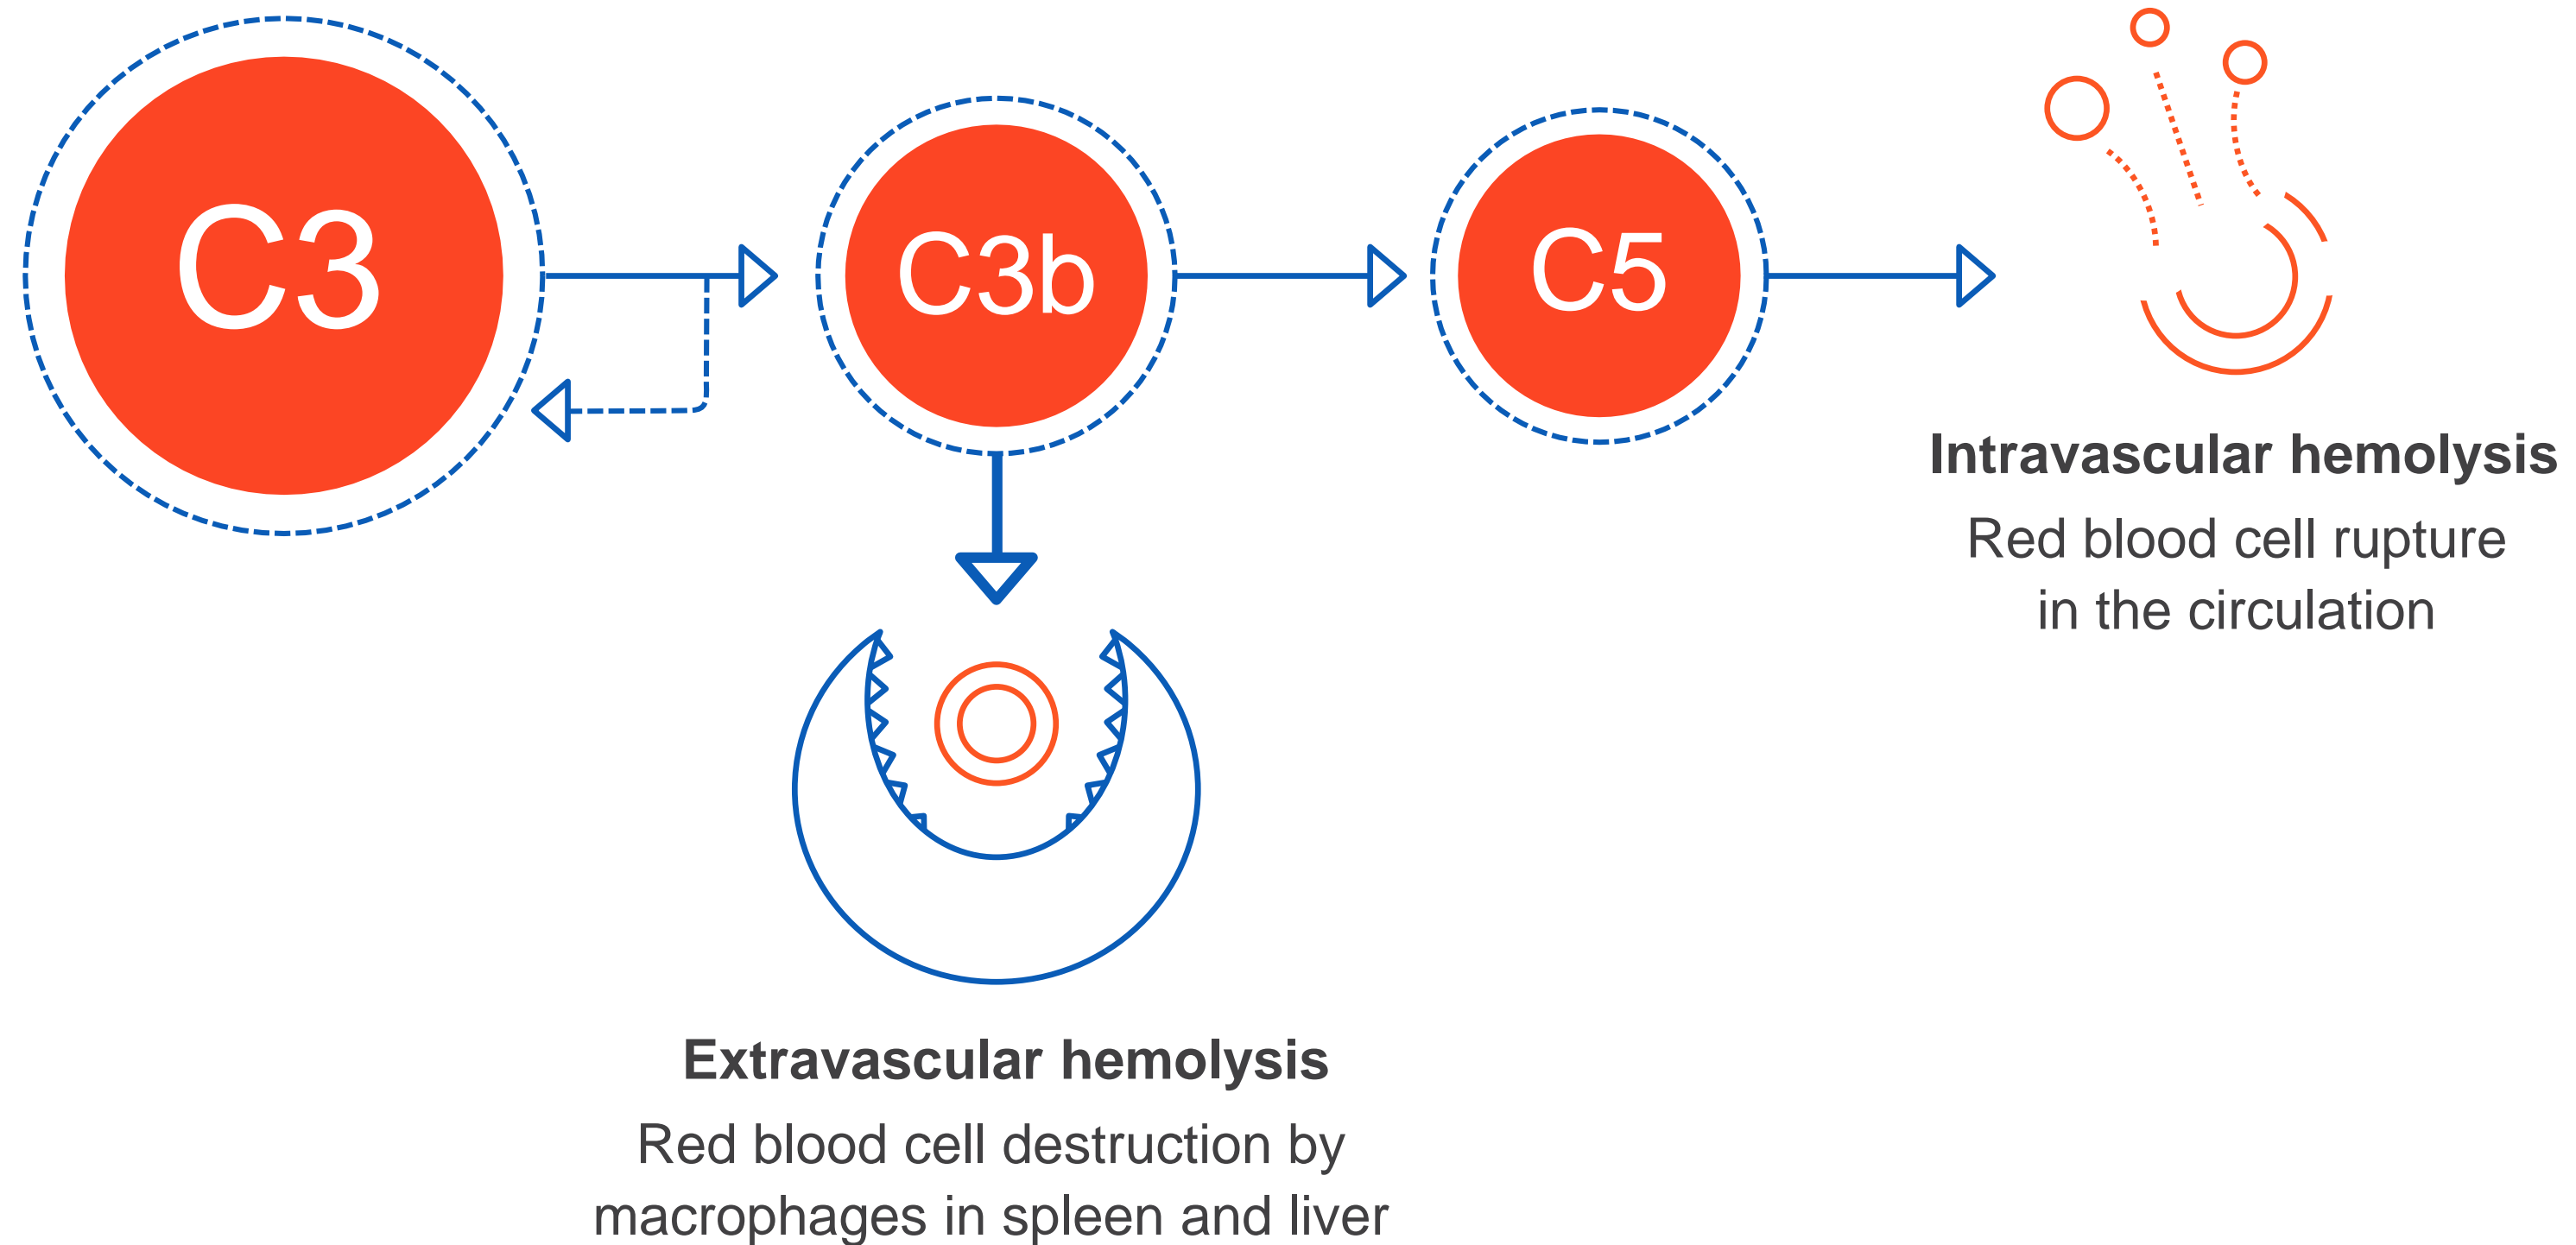 C3
C3b
C5
Intravascular hemolysis
Red blood cell rupture
in the circulation
Extravascular hemolysis
Red blood cell destruction by
macrophages in spleen and liver